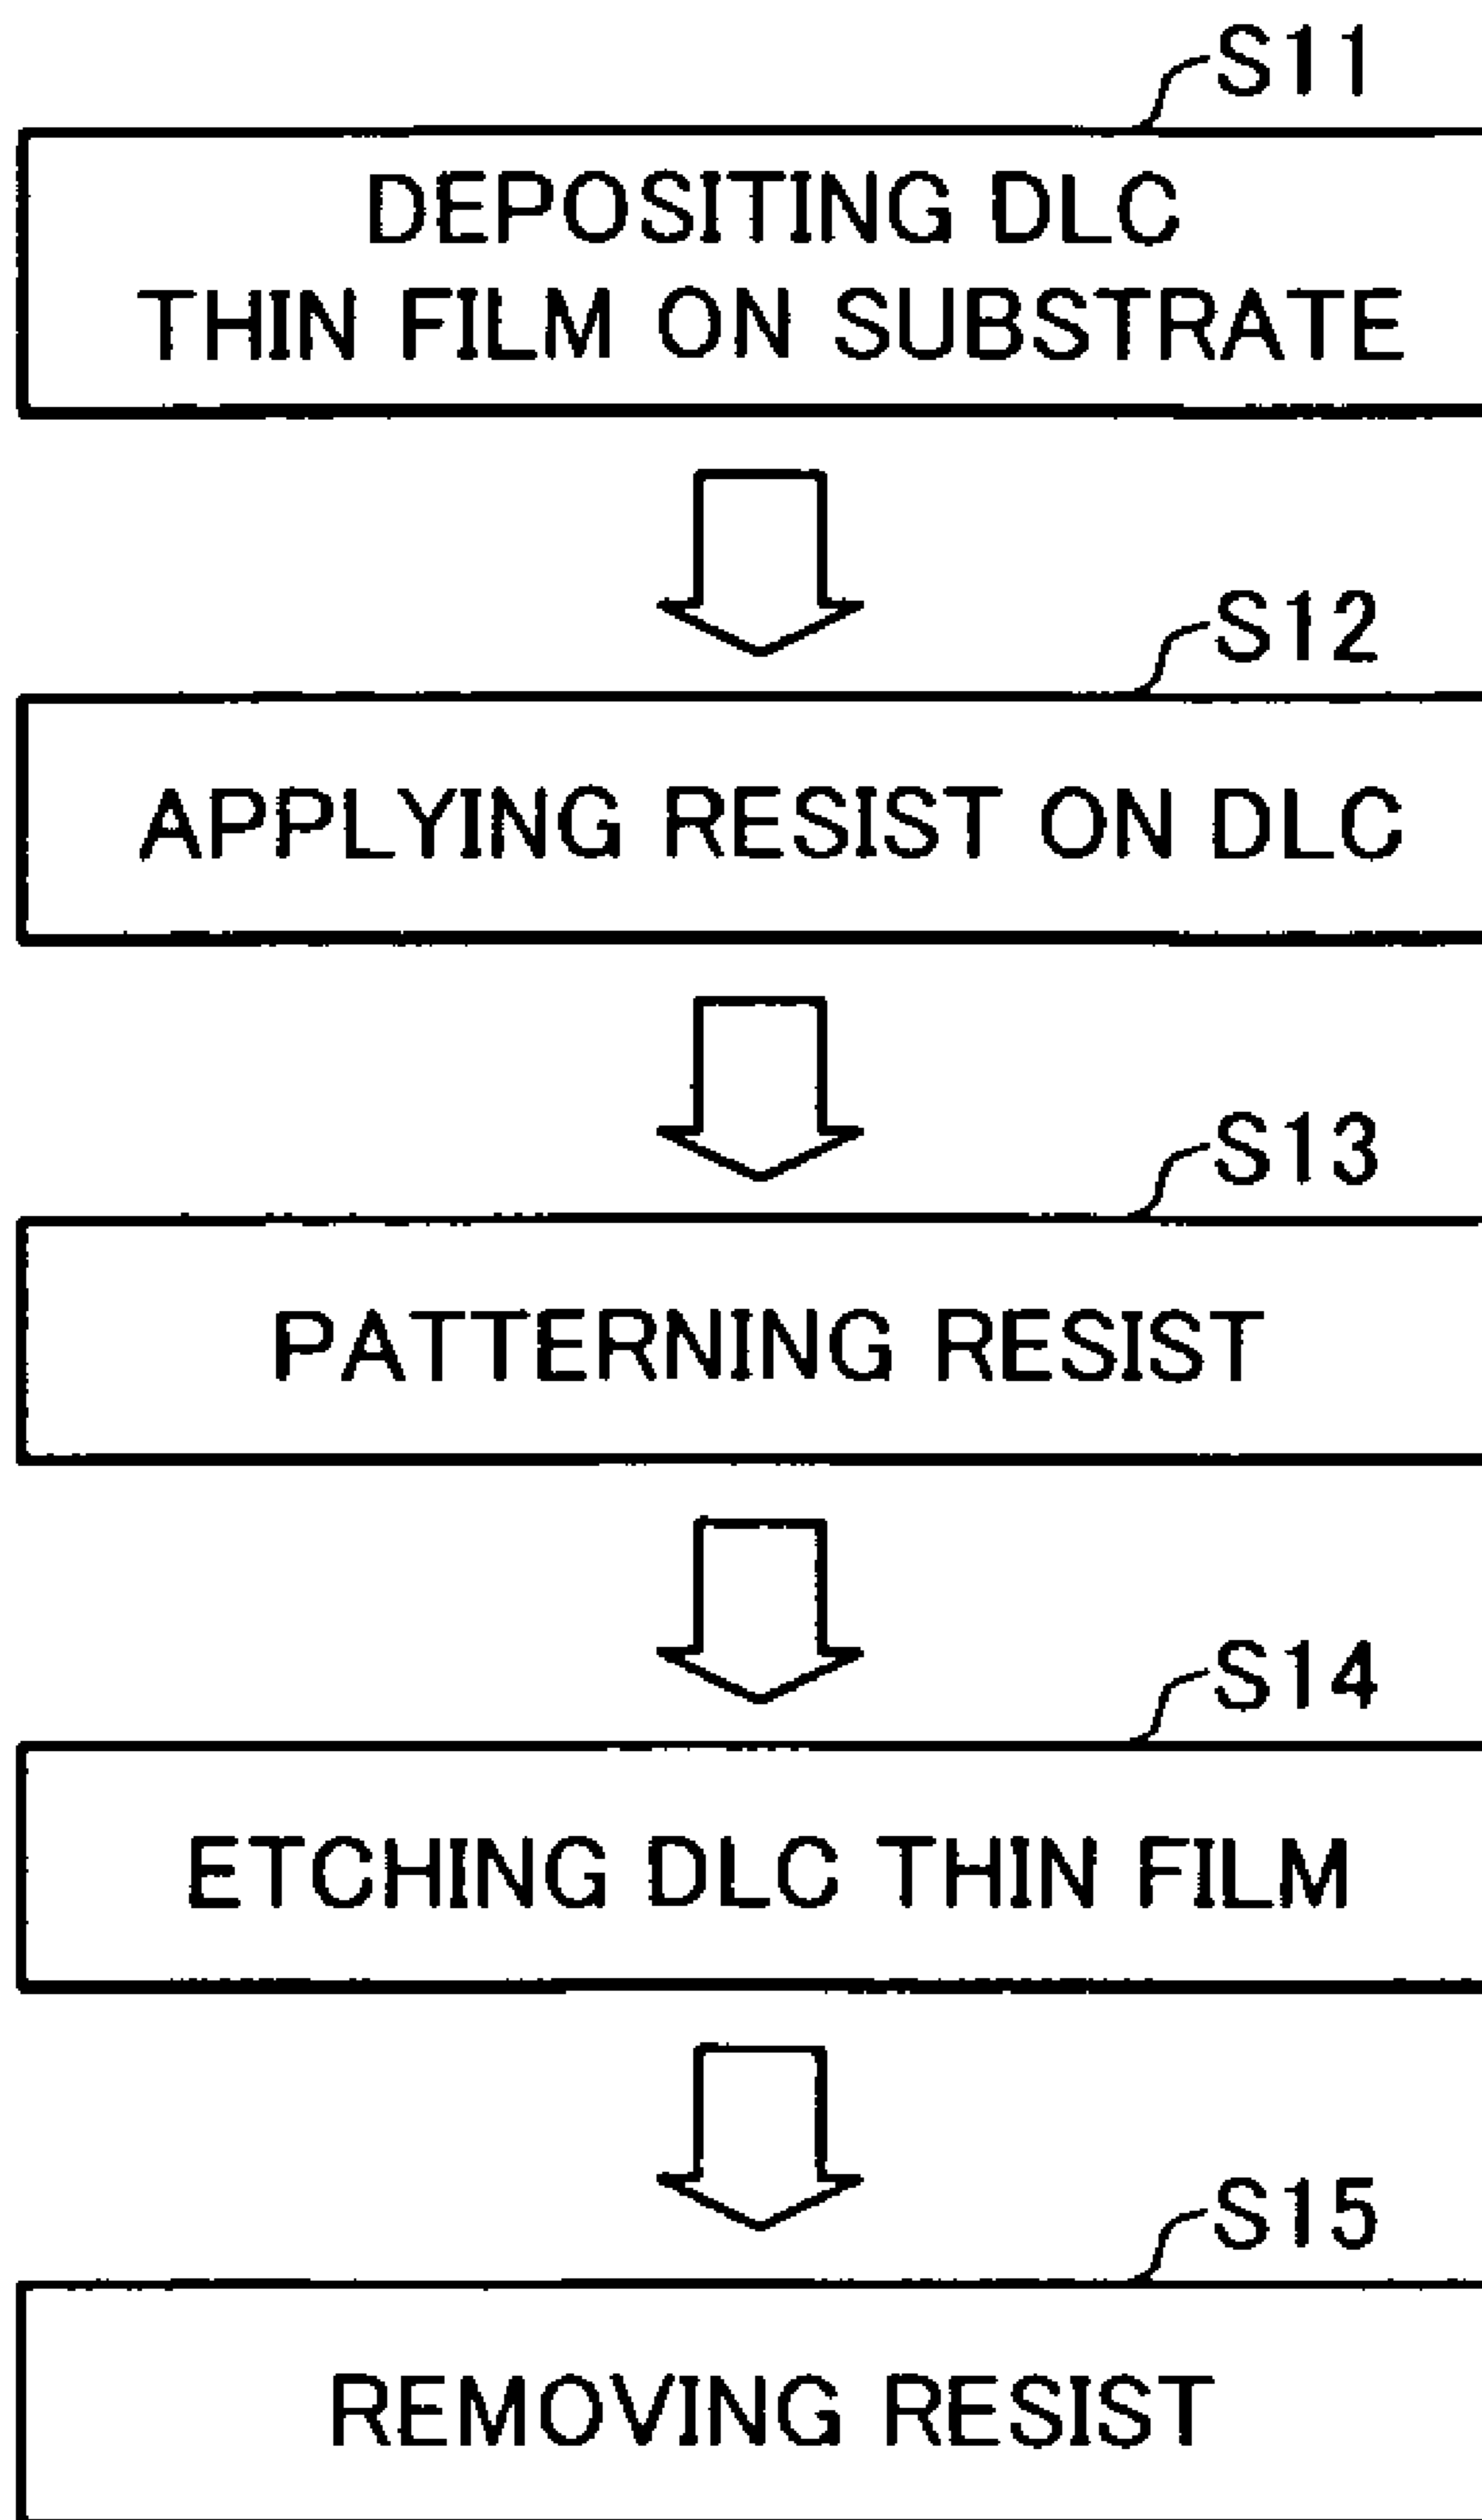 S11
DEPOSITING DLC
THIN FILM ON SUBSTRATE
S12
APPLYING RESIST ON DLC
S13
PATTERNING RESIST
S14
ETCHING DLC THIN FILM
S15
REMOVING RESIST